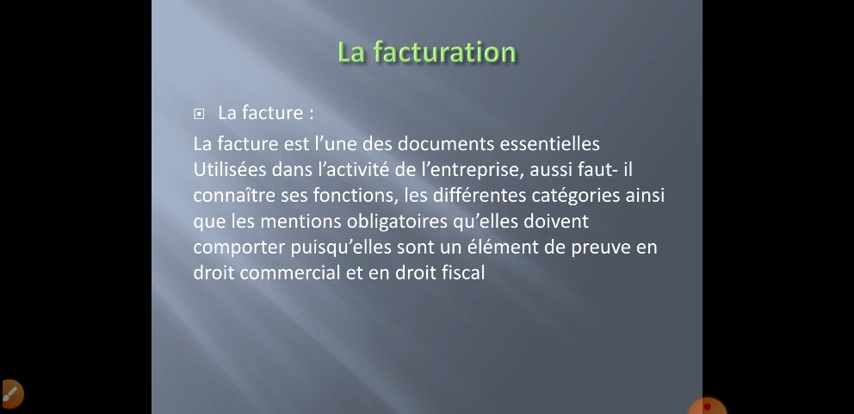 La facturation
La facture :
La facture est l’une des documents essentielles
Utilisées dans l’activité de l’entreprise, aussi faut- il
connaître ses fonctions, les différentes catégories ainsi
que les mentions obligatoires qu’elles doivent
comporter puisqu’elles sont un élément de preuve en
droit commercial et en droit fiscal